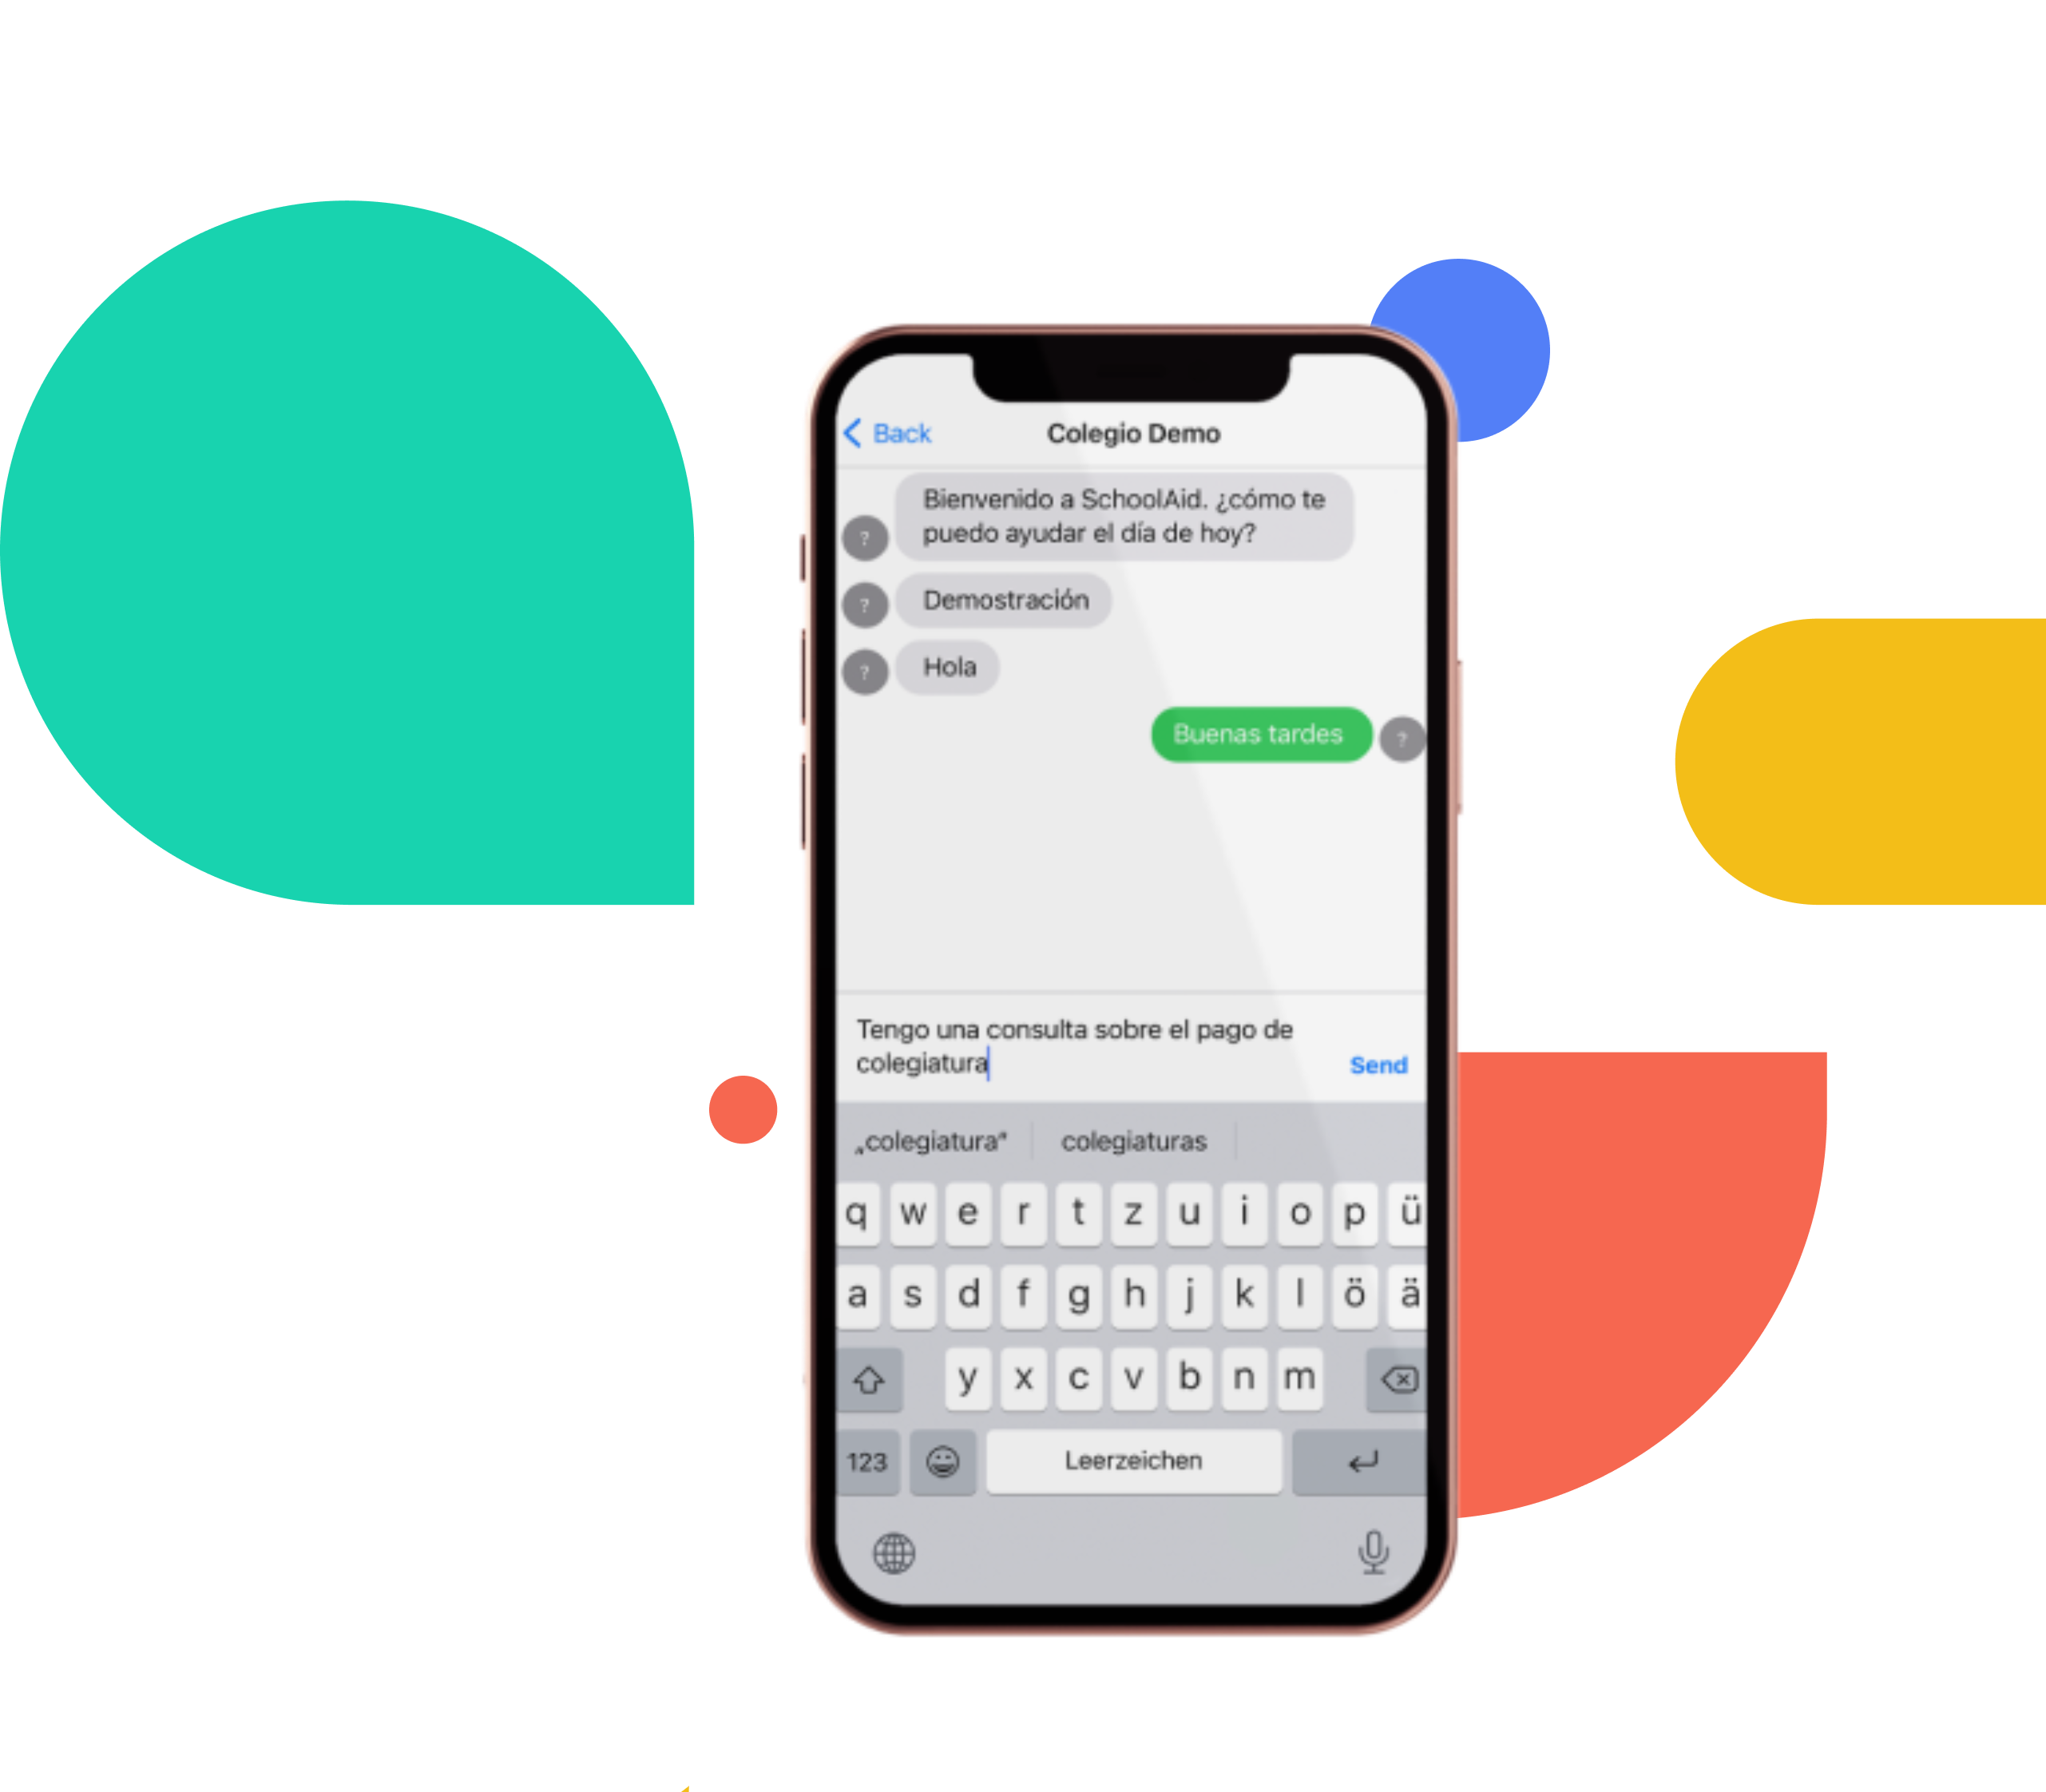 Back
Colegio Demo
Bienvenido a SchoolAid. ¿cómo te
puedo ayudar el día de hoy?
?
Demostración
?
Hola
?
Buenas tardes
?
Tengo una consulta sobre el pago de
colegiatura
Send
„colegiatura“ colegiaturas
q w e r t z u i o p ü
a s d f g h j k l ö ä
y x c v b n m
123 Leerzeichen